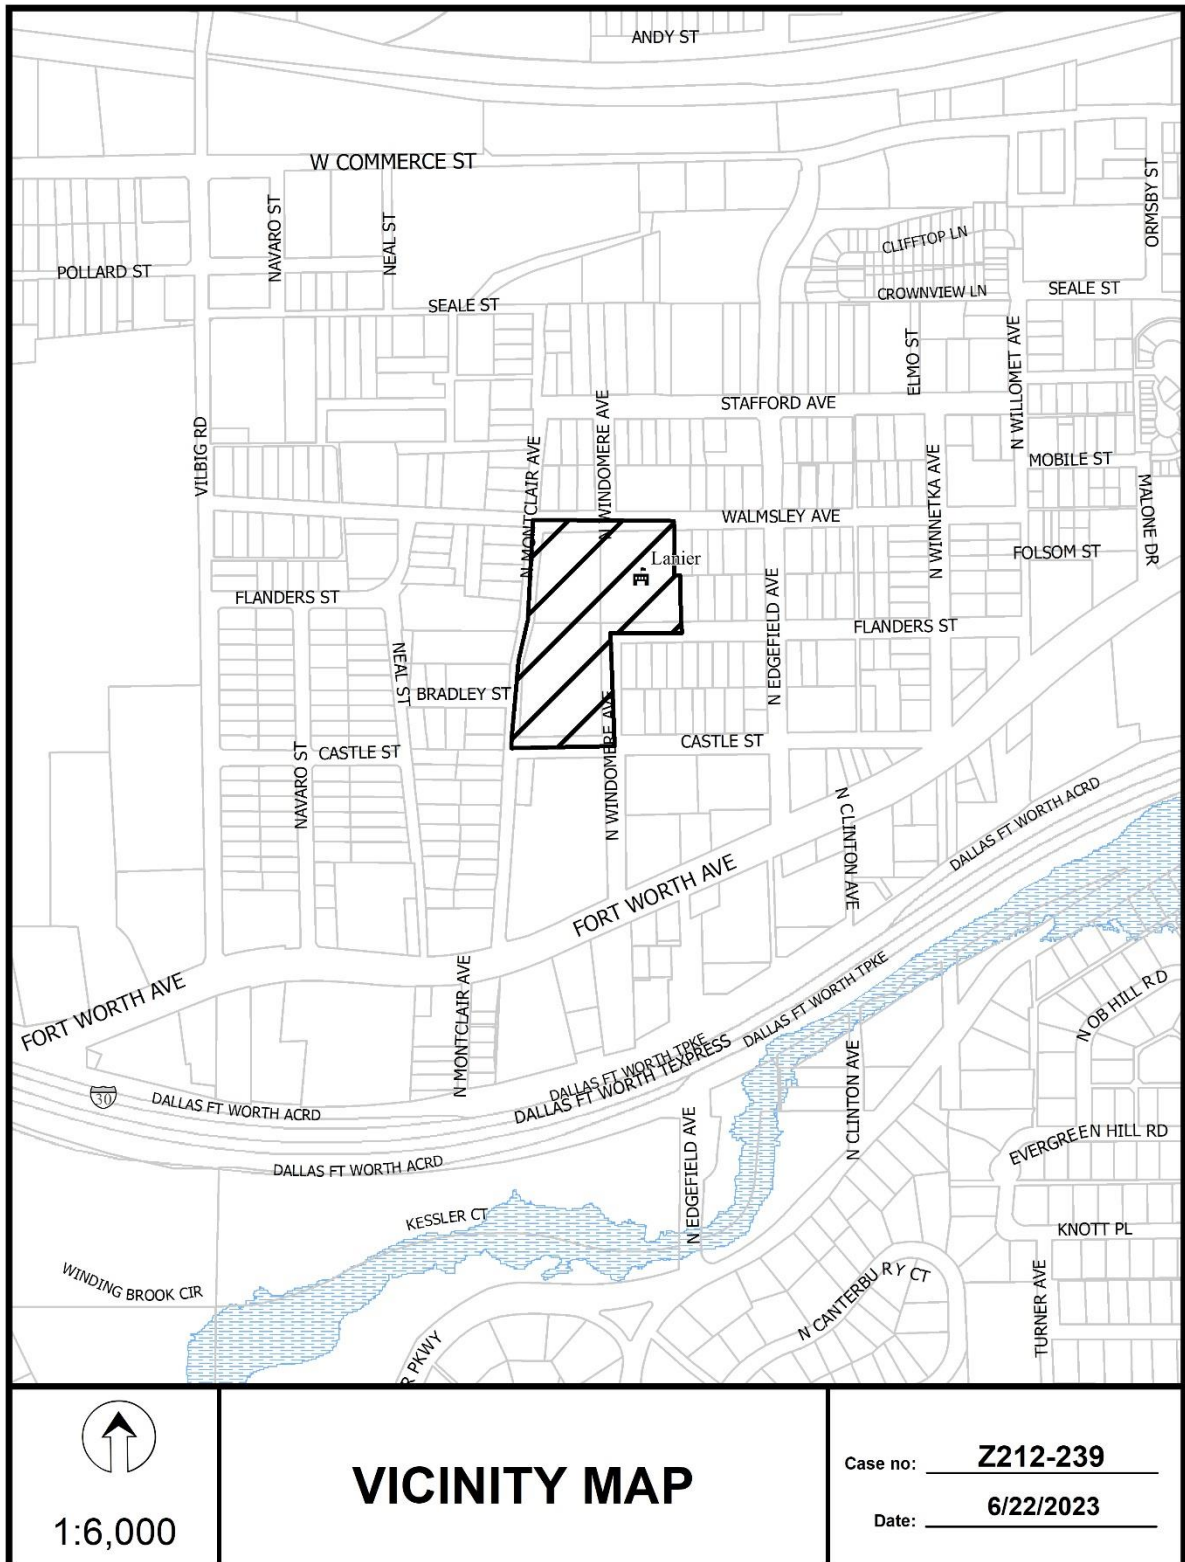 ANDY ST
W COMMERCE ST
ORMSBY ST
NAVARO ST
NEAL ST
CLIFFTOP LN
POLLARD ST
CROWNVIEW LN
SEALE ST
SEALE ST
ELMO ST
N WILLOMET AVE
STAFFORD AVE
N WINDOMERE AVE
VILBIG RD
N MONTCLAIR AVE
MOBILE ST
N WINNETKA AVE
MALONE DR
WALMSLEY AVE
FOLSOM ST
Lanier
FLANDERS ST
N EDGEFIELD AVE
FLANDERS ST
NEAL ST
BRADLEY ST
CASTLE ST
CASTLE ST
NAVARO ST
N WINDOMERE AVE
N CLINTON AVE
DALLAS FT WORTH ACRD
FORT WORTH AVE
FORT WORTH AVE
N MONTCLAIR AVE
DALLAS FT WORTH TPKE
N OB HILL RD
DALLAS FT WORTH TPKE
DALLAS FT WORTH TEXPRESS
30
DALLAS FT WORTH ACRD
N CLINTON AVE
N EDGEFIELD AVE
EVERGREEN HILL RD
DALLAS FT WORTH ACRD
KESSLER CT
KNOTT PL
WINDING BROOK CIR
N CANTERBURY CT
TURNER AVE
R PKWY
1:6,000
VICINITY MAP
Case no: Z212-239
Date: 6/22/2023